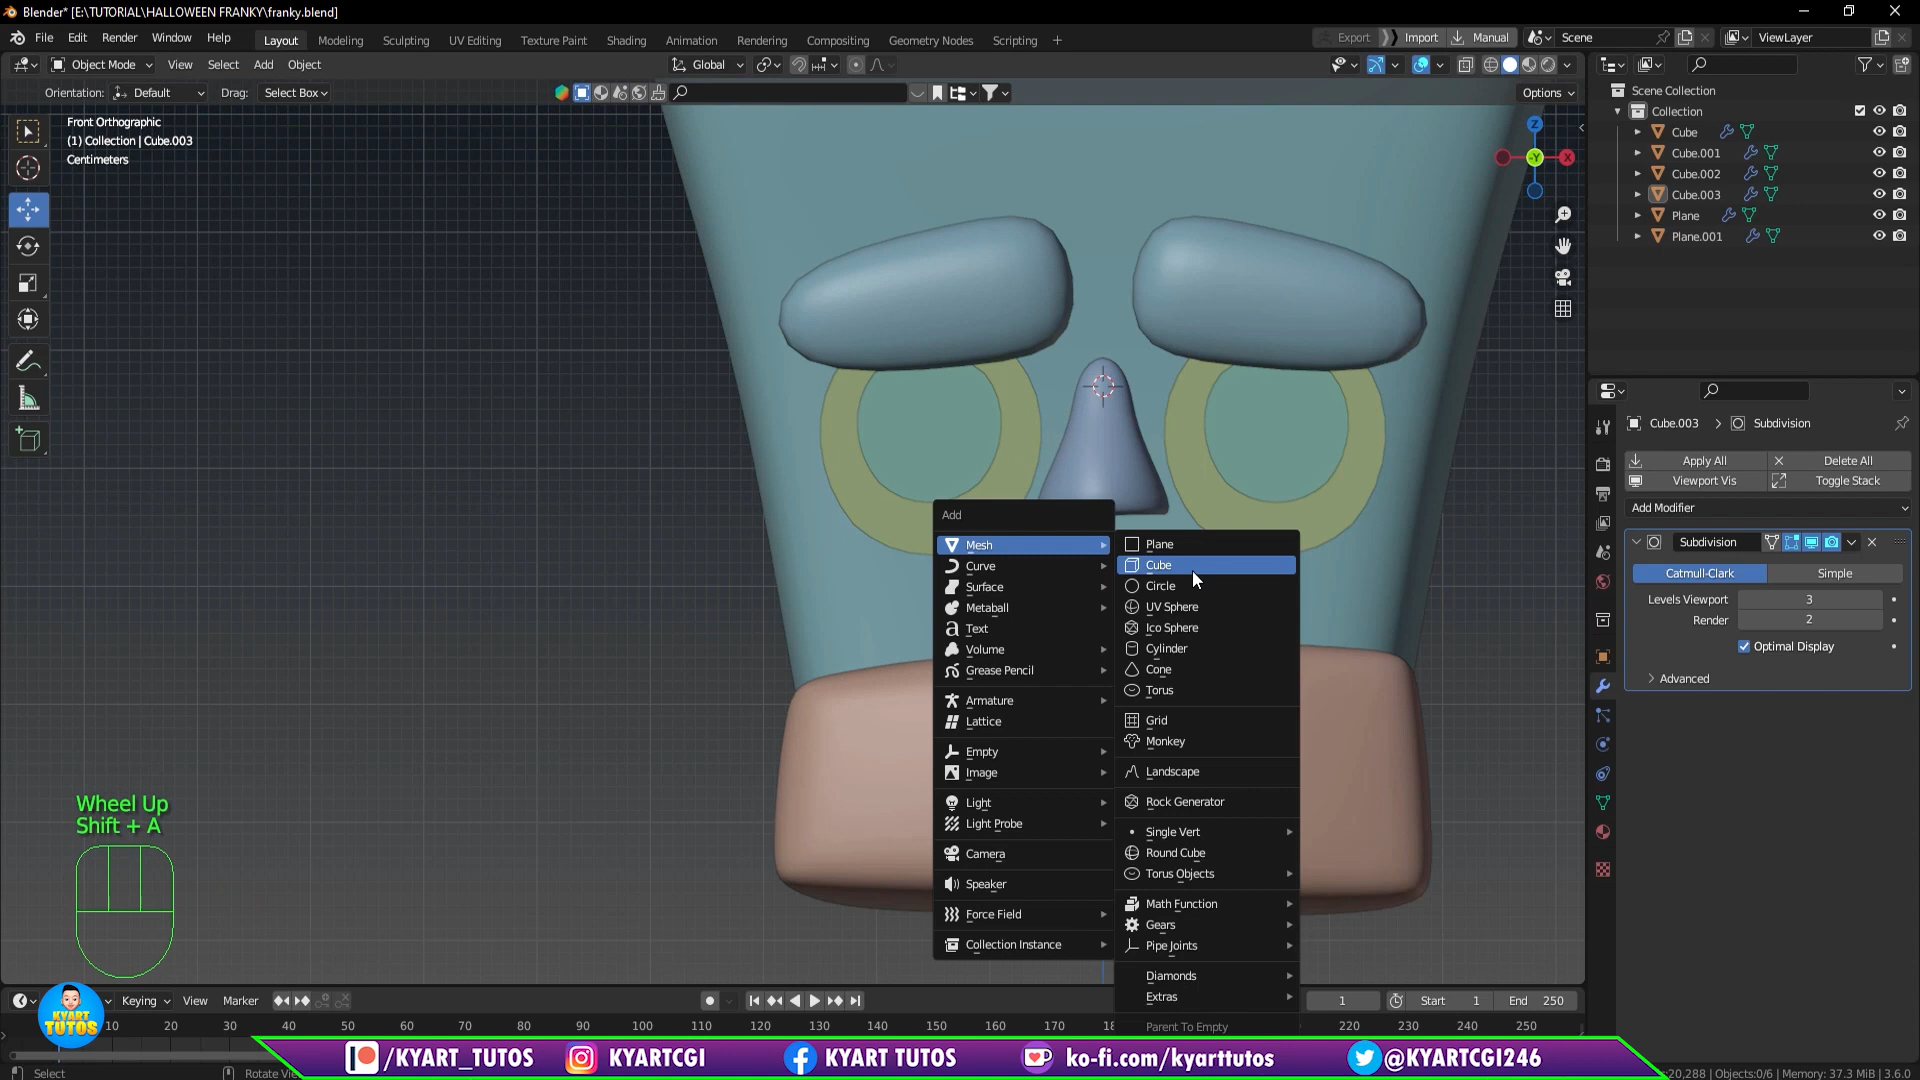 Blender* [E:\TUTORIAL\HALLOWEEN FRANKY\franky.blend]
File Edit Render Window Help Layout Modeling Sculpting UV Editing Texture Paint Shading Animation Rendering Compositing Geometry Nodes Scripting + Export Import Manual Scene ViewLayer
Object Mode View Select Add Object Global
Orientation: Default Drag: Select Box Options
Front Orthographic
(1) Collection | Cube.003
Centimeters
Z
-Y
X
Scene Collection
Collection
Cube
Cube.001
Cube.002
Cube.003
Plane
Plane.001
Cube.003 > Subdivision
Apply All Delete All
Viewport Vis Toggle Stack
Add Modifier
Subdivision
Catmull-Clark Simple
Levels Viewport 3
Render 2
Optimal Display
Advanced
Add
Mesh
Curve
Surface
Metaball
Text
Volume
Grease Pencil
Armature
Lattice
Empty
Image
Light
Light Probe
Camera
Speaker
Force Field
Collection Instance
Plane
Cube
Circle
UV Sphere
Ico Sphere
Cylinder
Cone
Torus
Grid
Monkey
Landscape
Rock Generator
Single Vert
Round Cube
Torus Objects
Math Function
Gears
Pipe Joints
Diamonds
Extras
Parent To Empty
Wheel Up
Shift + A
Keying View Marker 1 Start 1 End 250
10 20 30 40 50 60 70 80 90 100 110 120 130 140 150 160 170 220 230 240 250
KYART TUTOS
/KYART_TUTOS KYARTCGI KYART TUTOS ko-fi.com/kyarttutos @KYARTCGI246
Select Rotate Vie :20,288 | Objects:0/6 | Memory: 37.3 MiB | 3.6.0